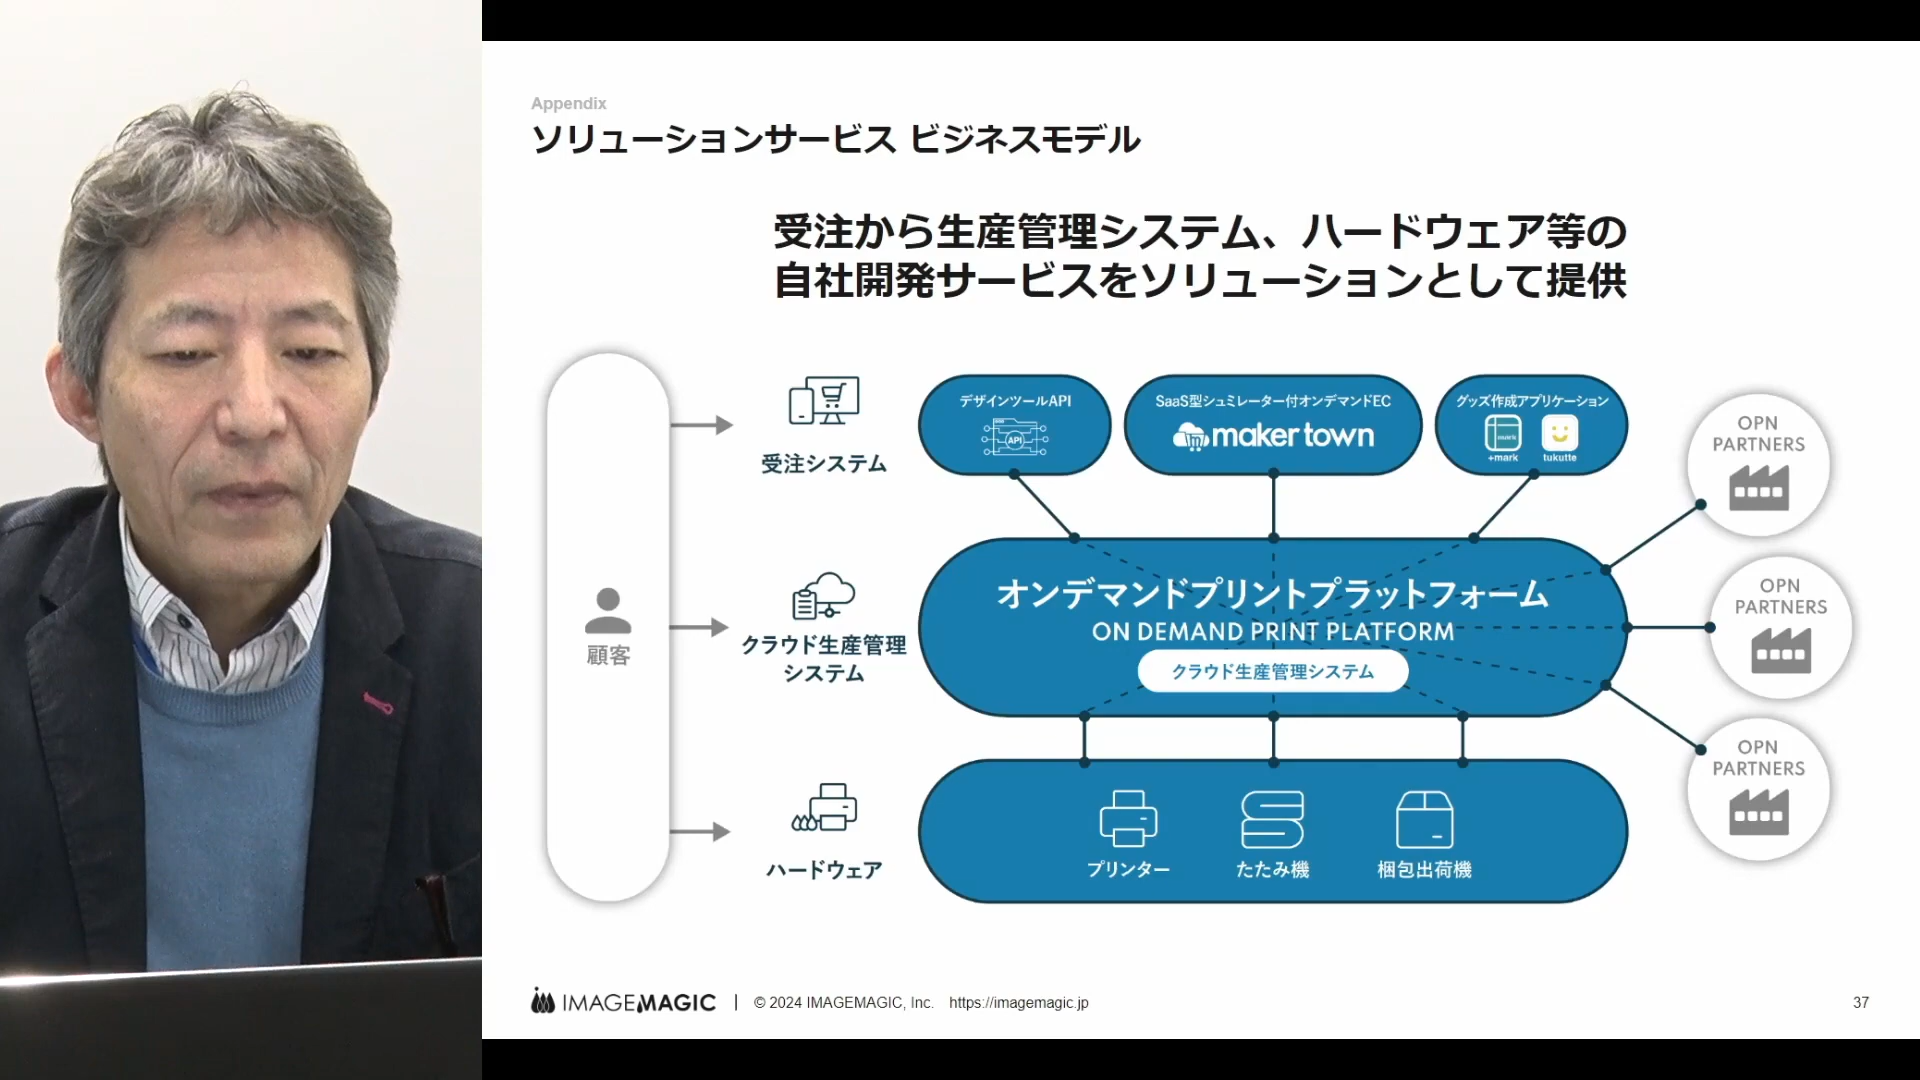 Appendix
ソリューションサービス ビジネスモデル
受注から生産管理システム、ハードウェア等の
自社開発サービスをソリューションとして提供
顧客
受注システム
クラウド生産管理
システム
ハードウェア
デザインツールAPI
API
SaaS型シュミレーター付オンデマンドEC
maker town
グッズ作成アプリケーション
+mark
tukutte
オンデマンドプリントプラットフォーム
ON DEMAND PRINT PLATFORM
クラウド生産管理システム
プリンター
たたみ機
梱包出荷機
OPN
PARTNERS
OPN
PARTNERS
OPN
PARTNERS
IMAGEMAGIC | © 2024 IMAGEMAGIC, Inc. https://imagemagic.jp
37